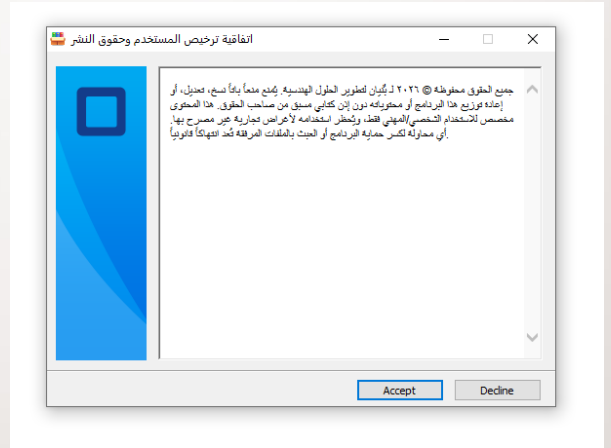 اتفاقية ترخيص المستخدم وحقوق النشر
جميع الحقوق محفوظة © ٢٠٢٦ لـ بُنيان لتطوير الحلول الهندسية. يُمنع منعاً باتاً نسخ، تعديل، أو
إعادة توزيع هذا البرنامج أو محتوياته دون إذن كتابي مسبق من صاحب الحقوق. هذا المحتوى
مخصص للاستخدام الشخصي/المهني فقط، ويُحظر استخدامه لأغراض تجارية غير مصرح بها.
أي محاولة لكسر حماية البرنامج أو العبث بالملفات المرفقة تُعد انتهاكاً قانونياً.
Accept
Decline